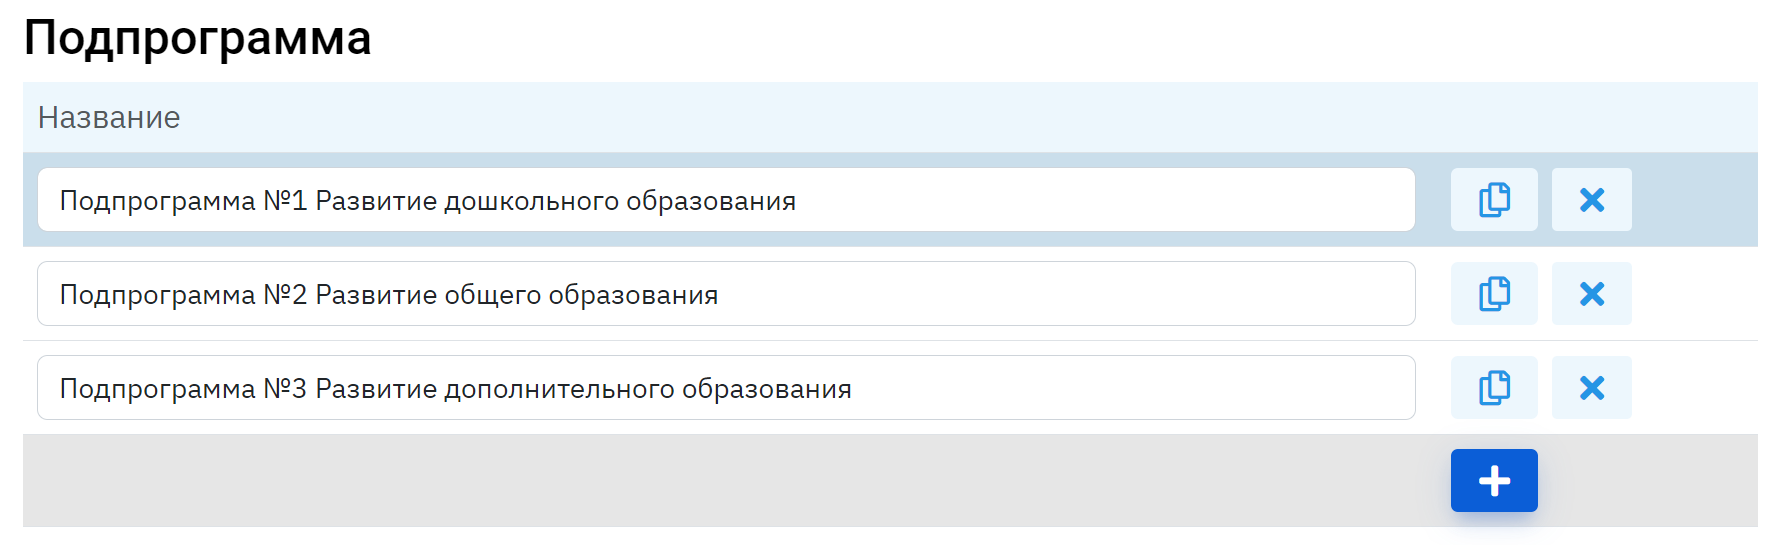 Подпрограмма
Название
Подпрограмма №1 Развитие дошкольного образования
Подпрограмма №2 Развитие общего образования
Подпрограмма №3 Развитие дополнительного образования